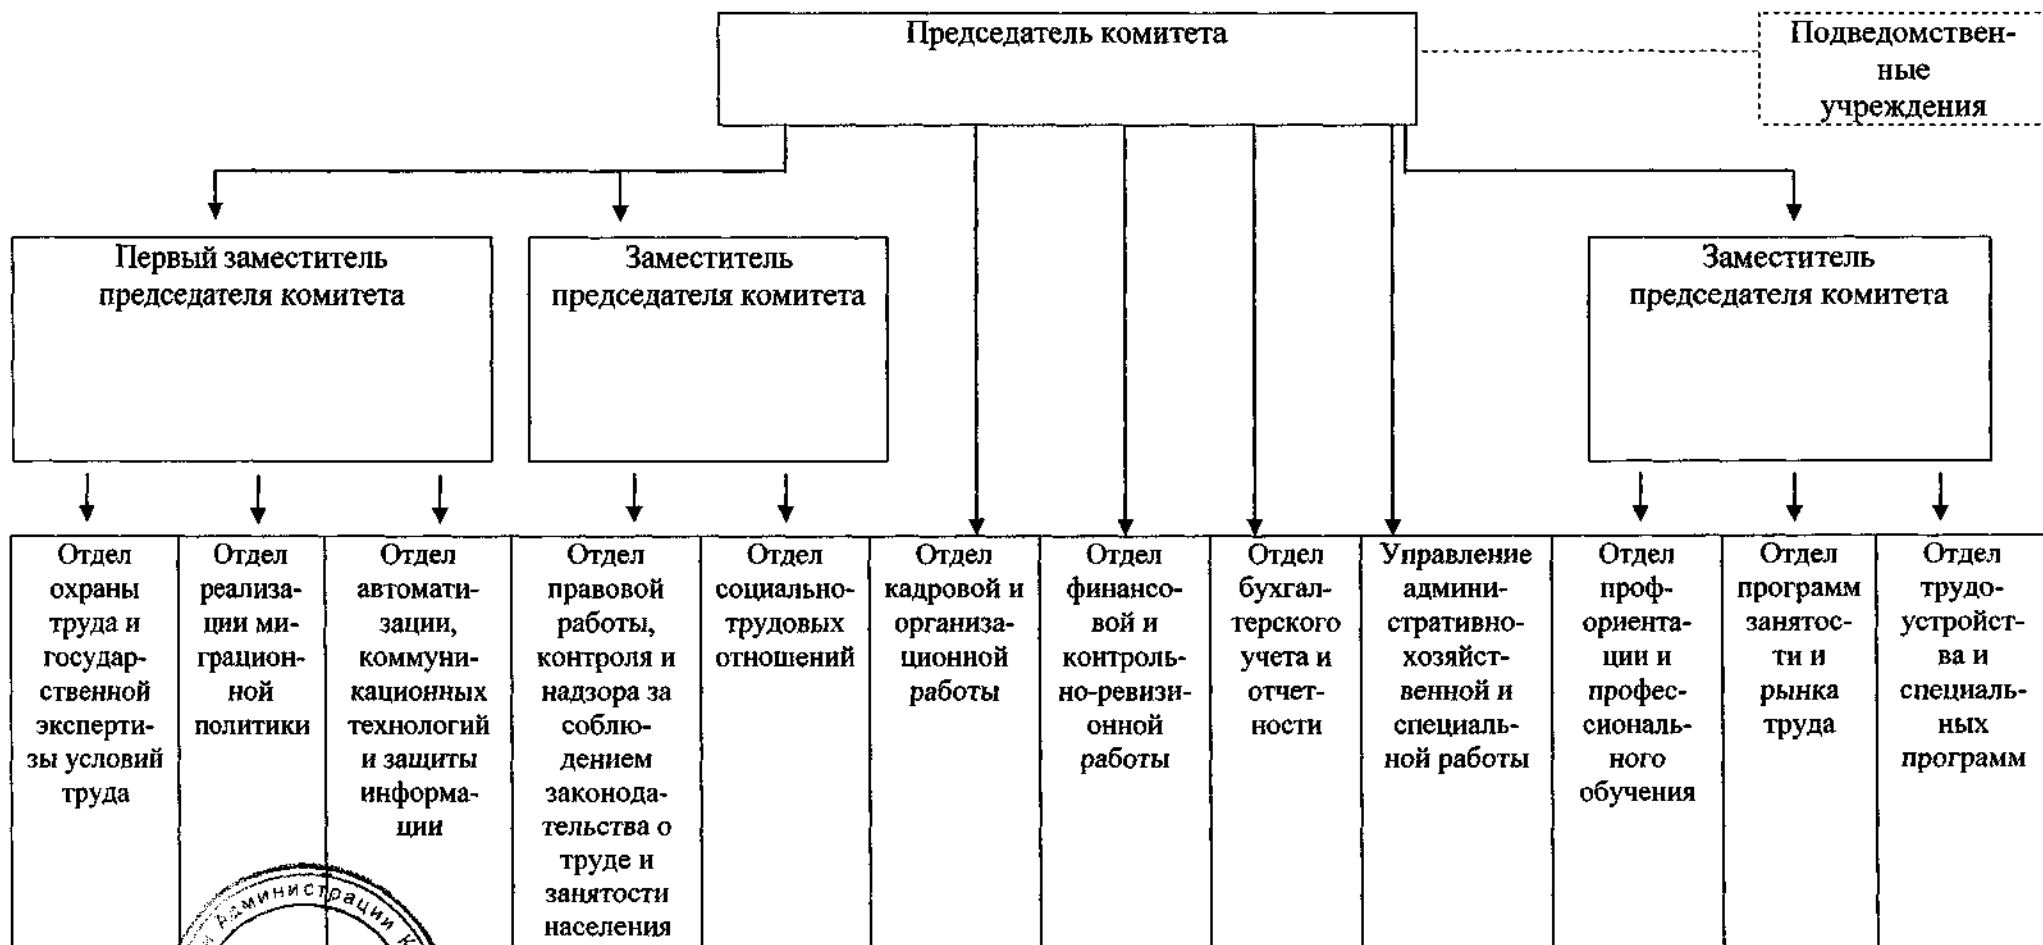 Председатель комитета
Подведомствен-
ные
учреждения
Первый заместитель
председателя комитета
Заместитель
председателя комитета
Заместитель
председателя комитета
Отдел
охраны
труда и
государ-
ственной
эксперти-
зы условий
труда
Отдел
реализа-
ции ми-
грацион-
ной
политики
Отдел
автомати-
зации,
коммуни-
кационных
технологий
и защиты
информа-
ции
Отдел
правовой
работы,
контроля и
надзора за
соблю-
дением
законода-
тельства о
труде и
занятости
населения
Отдел
социально-
трудовых
отношений
Отдел
кадровой и
организа-
ционной
работы
Отдел
финансо-
вой и
контроль-
но-ревизи-
онной
работы
Отдел
бухгал-
терского
учета и
отчет-
ности
Управление
админи-
стративно-
хозяйст-
венной и
специаль-
ной работы
Отдел
проф-
ориента-
ции и
профес-
сиональ-
ного
обучения
Отдел
программ
занятос-
ти и
рынка
труда
Отдел
трудо-
устройст-
ва и
специаль-
ных
программ
Администрации